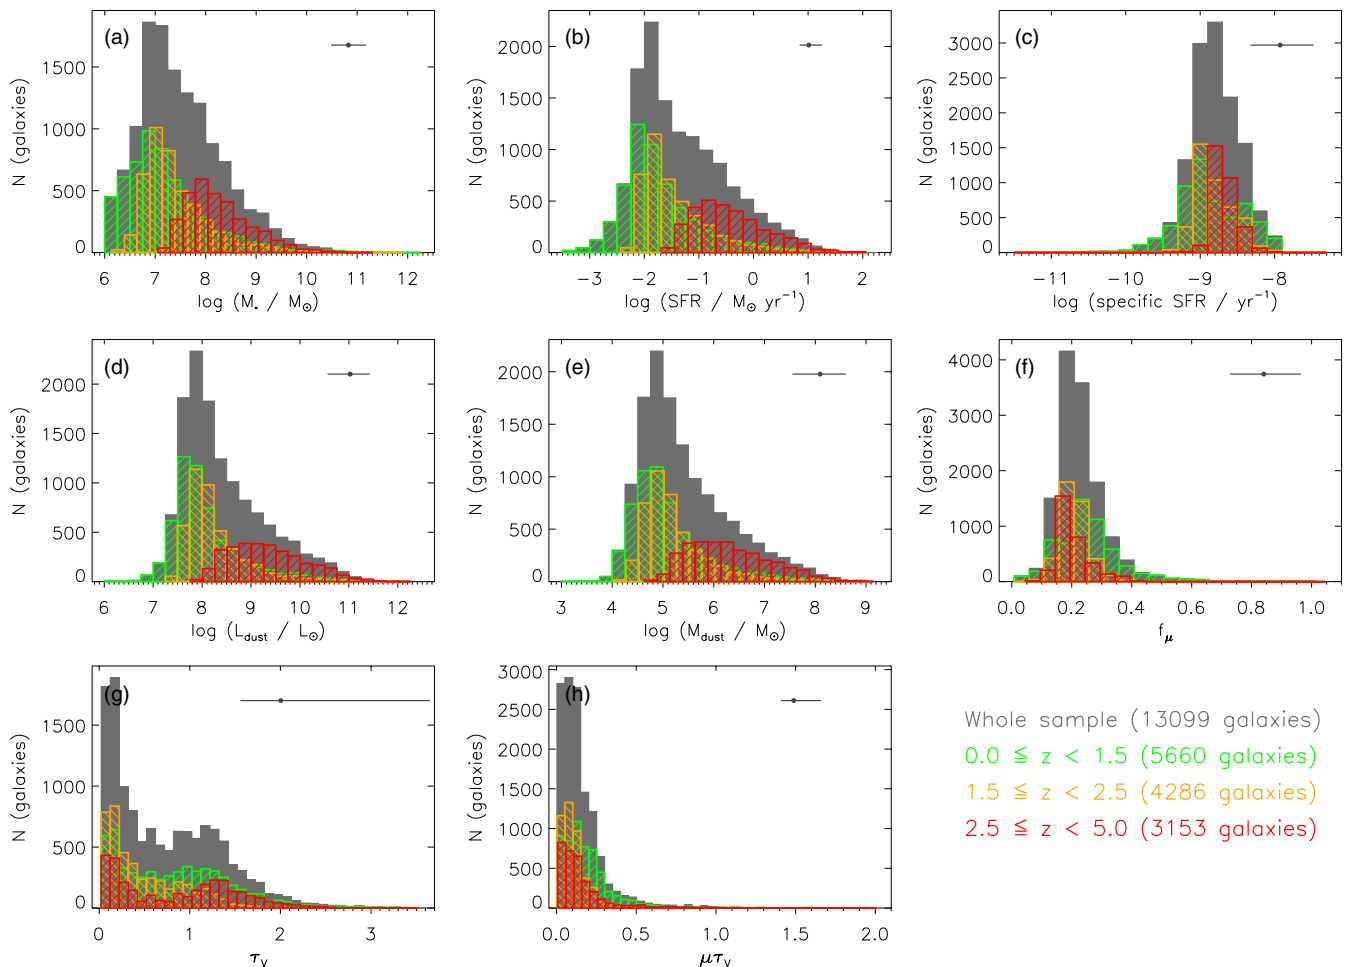 (a) (b) (c)
1500 1000 500 0
N (galaxies)
6 7 8 9 10 11 12
log (M* / M⊙)
2000 1500 1000 500 0
N (galaxies)
−3 −2 −1 0 1 2
log (SFR / M⊙ yr⁻¹)
3000 2500 2000 1500 1000 500 0
N (galaxies)
−11 −10 −9 −8
log (specific SFR / yr⁻¹)
(d) (e) (f)
2000 1500 1000 500 0
N (galaxies)
6 7 8 9 10 11 12
log (L_dust / L⊙)
2000 1500 1000 500 0
N (galaxies)
3 4 5 6 7 8 9
log (M_dust / M⊙)
4000 3000 2000 1000 0
N (galaxies)
0.0 0.2 0.4 0.6 0.8 1.0
f_μ
(g) (h)
1500 1000 500 0
N (galaxies)
0 1 2 3
τ_V
3000 2500 2000 1500 1000 500 0
N (galaxies)
0.0 0.5 1.0 1.5 2.0
μτ_V
Whole sample (13099 galaxies)
0.0 ≦ z < 1.5 (5660 galaxies)
1.5 ≦ z < 2.5 (4286 galaxies)
2.5 ≦ z < 5.0 (3153 galaxies)